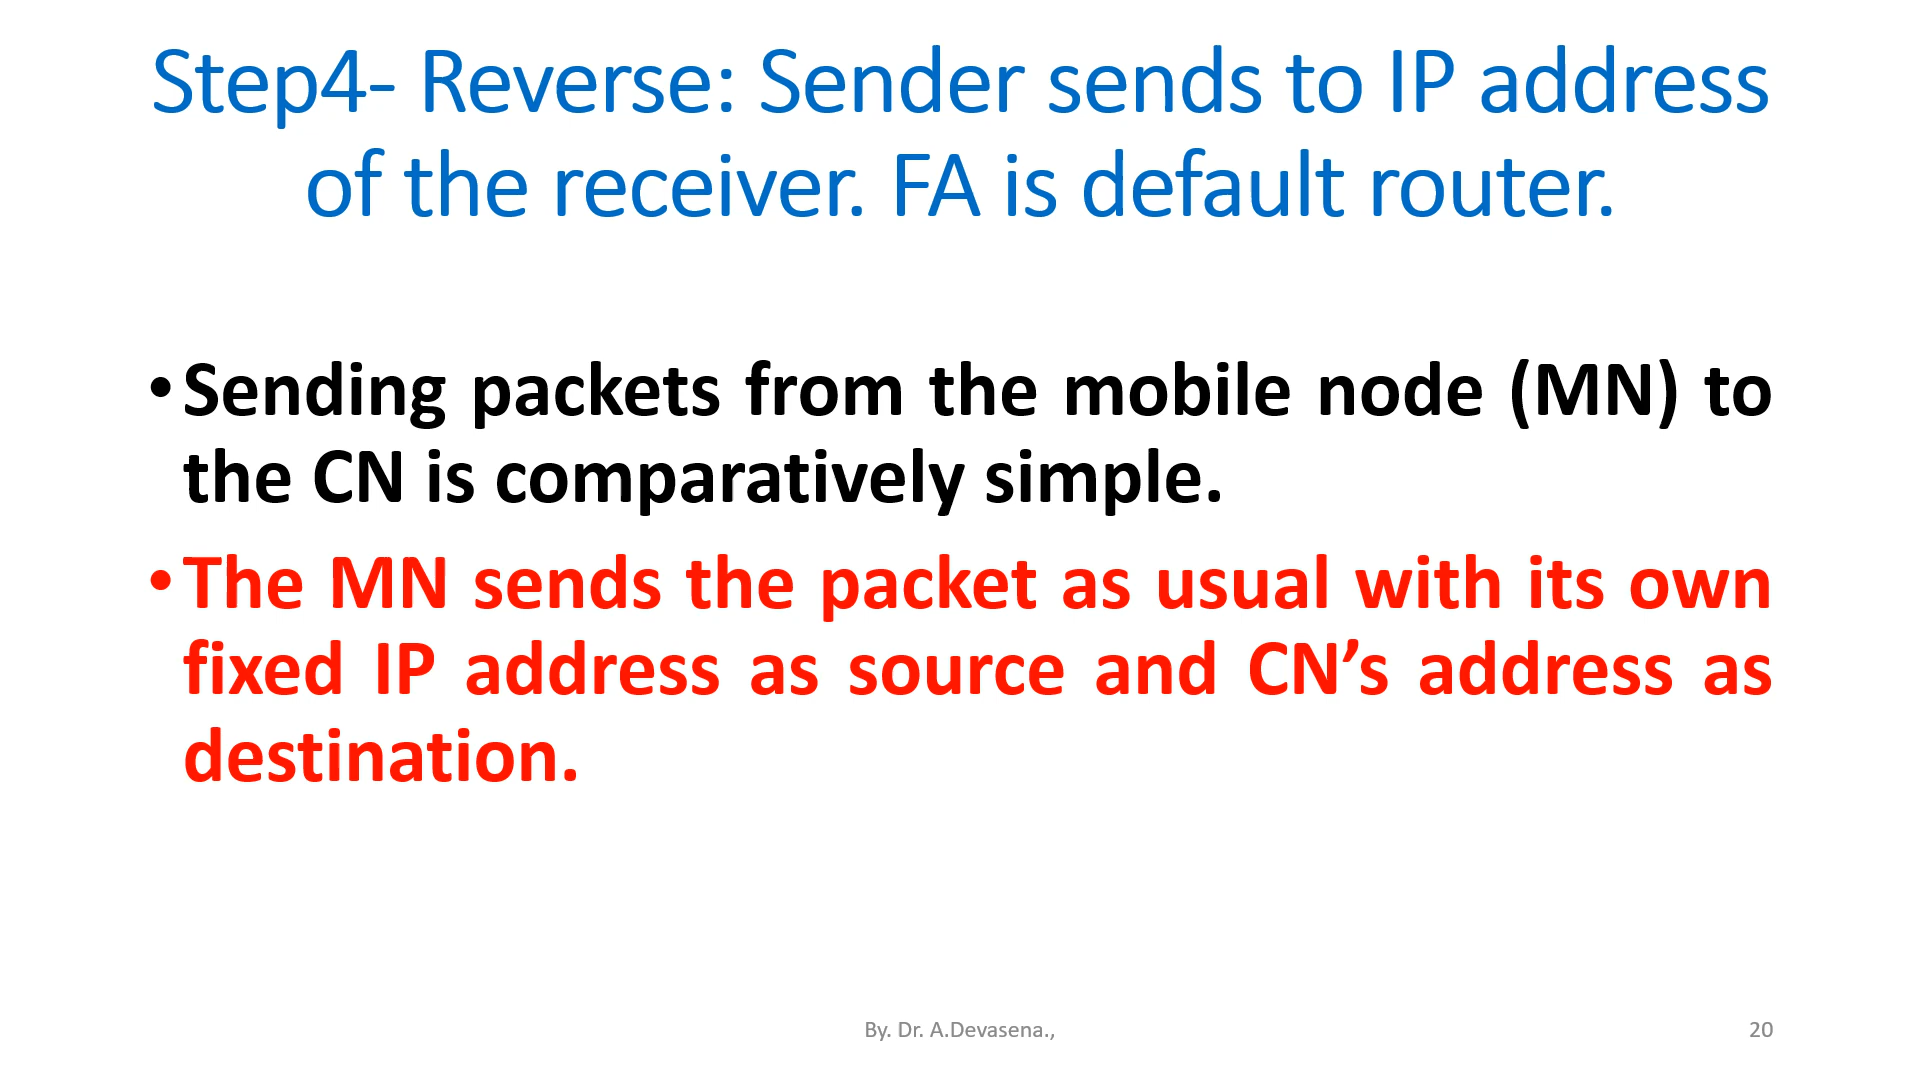 Step4- Reverse: Sender sends to IP address
of the receiver. FA is default router.
•Sending packets from the mobile node (MN) to
the CN is comparatively simple.
•The MN sends the packet as usual with its own
fixed IP address as source and CN’s address as
destination.
By. Dr. A.Devasena.,
20